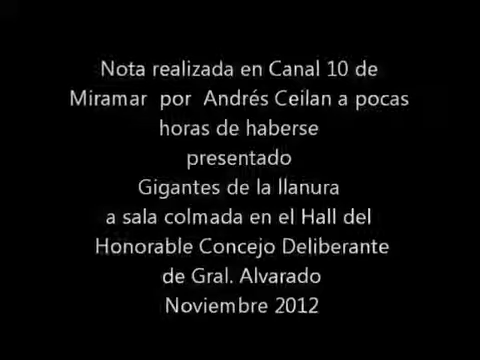 Nota realizada en Canal 10 de
Miramar por Andrés Ceilan a pocas
horas de haberse
presentado
Gigantes de la llanura
a sala colmada en el Hall del
Honorable Concejo Deliberante
de Gral. Alvarado
Noviembre 2012